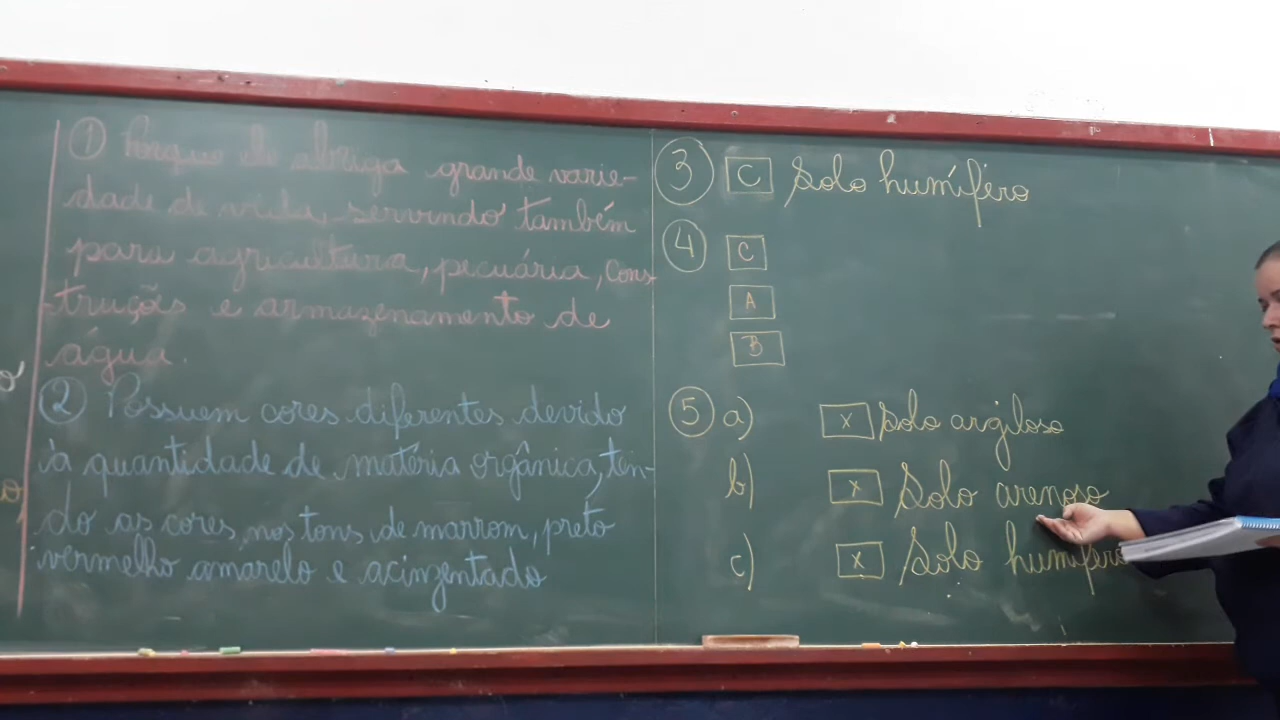 ① Porque ele abriga grande varie-
dade de vida, servindo também
para agricultura, pecuária, cons-
truções e armazenamento de
água.
② Possuem cores diferentes devido
à quantidade de matéria orgânica, ten-
do as cores, nos tons de marrom, preto
vermelho amarelo e acinzentado
③ C Solo humífero
④ C
A
B
⑤ a) x Solo argiloso
b) x Solo arenoso
c) x Solo humífero